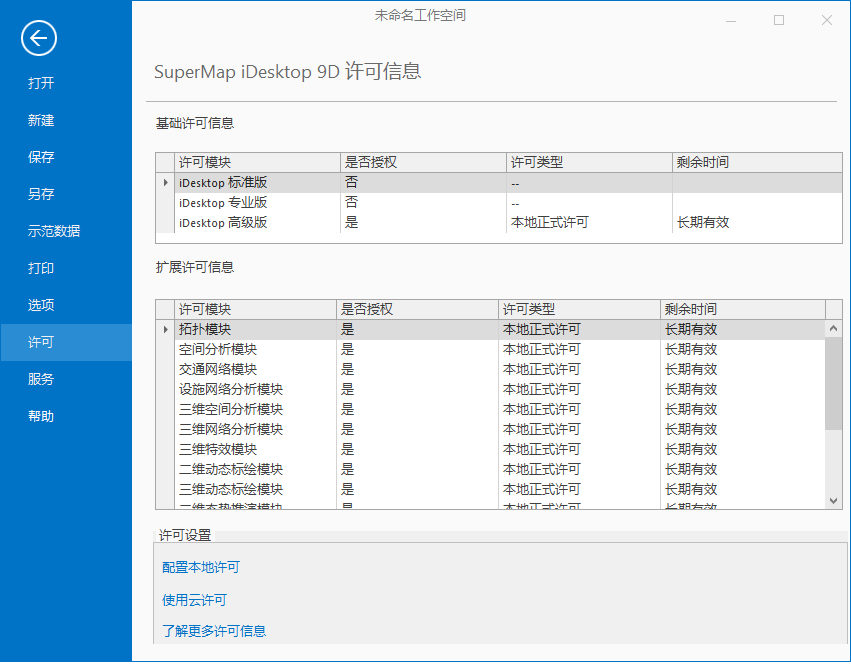 未命名工作空间
打开
新建
保存
另存
示范数据
打印
选项
许可
服务
帮助
SuperMap iDesktop 9D 许可信息
基础许可信息
许可模块 是否授权 许可类型 剩余时间
iDesktop 标准版 否 --
iDesktop 专业版 否 --
iDesktop 高级版 是 本地正式许可 长期有效
扩展许可信息
许可模块 是否授权 许可类型 剩余时间
拓扑模块 是 本地正式许可 长期有效
空间分析模块 是 本地正式许可 长期有效
交通网络模块 是 本地正式许可 长期有效
设施网络分析模块 是 本地正式许可 长期有效
三维空间分析模块 是 本地正式许可 长期有效
三维网络分析模块 是 本地正式许可 长期有效
三维特效模块 是 本地正式许可 长期有效
二维动态标绘模块 是 本地正式许可 长期有效
三维动态标绘模块 是 本地正式许可 长期有效
二维态势推演模块 是 本地正式许可 长期有效
许可设置
配置本地许可
使用云许可
了解更多许可信息